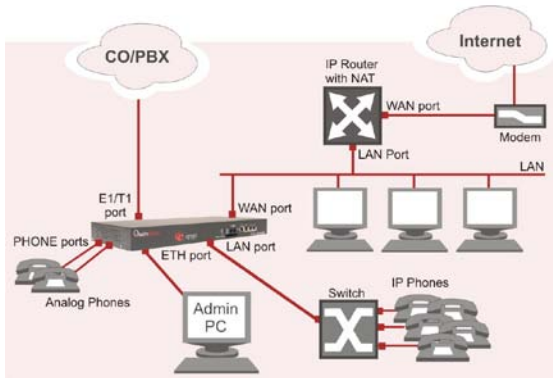 CO/PBX
Internet
IP Router
with NAT
WAN port
Modem
LAN Port
LAN
E1/T1
port
WAN port
LAN port
PHONE ports
ETH port
Analog Phones
Admin
PC
Switch
IP Phones